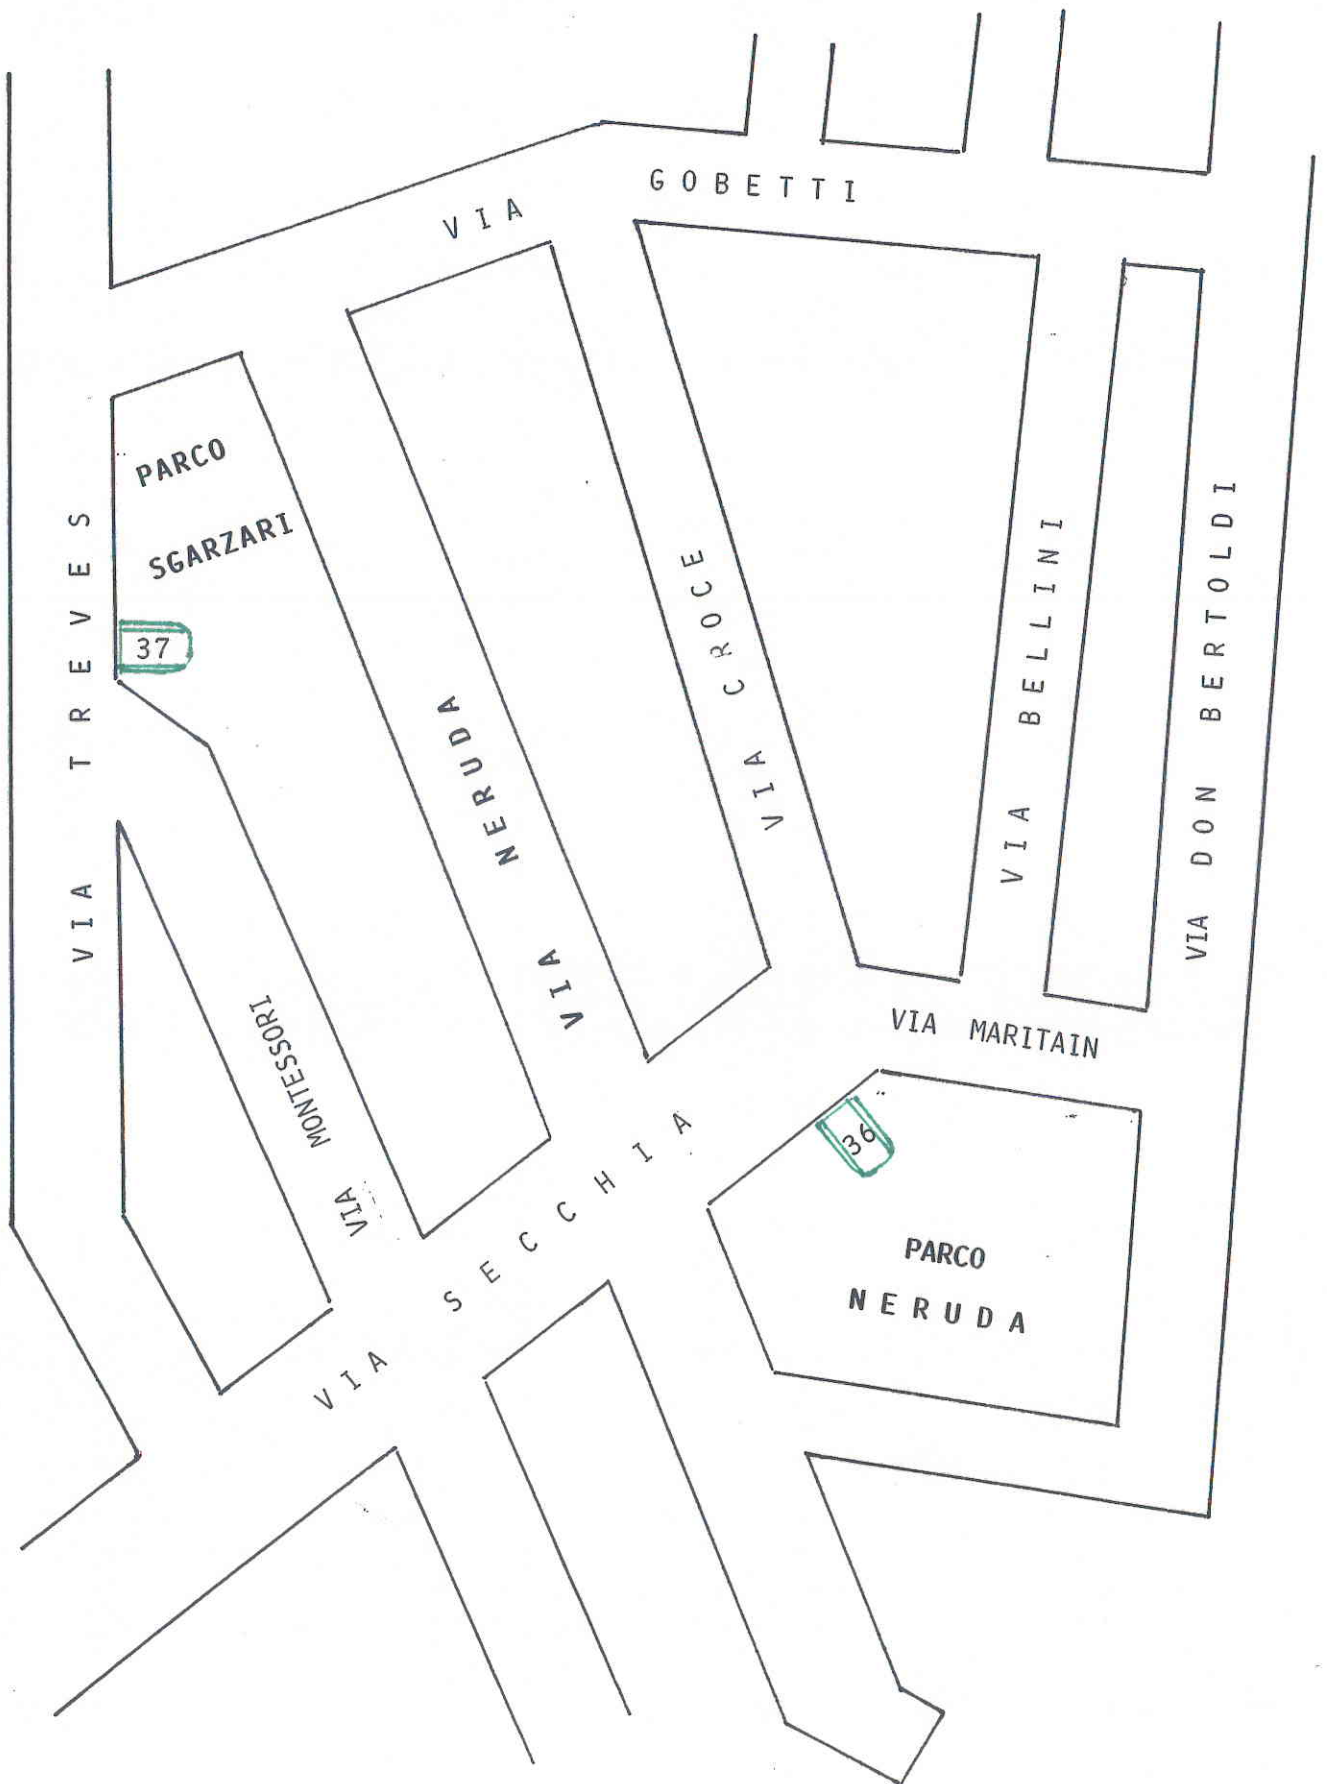 VIA GOBETTI
PARCO
SGARZARI
37
VIA TREVES
VIA NERUDA
VIA CROCE
VIA BELLINI
VIA DON BERTOLDI
VIA MONTESSORI
VIA MARITAIN
VIA SECCHIA
36
PARCO
NERUDA